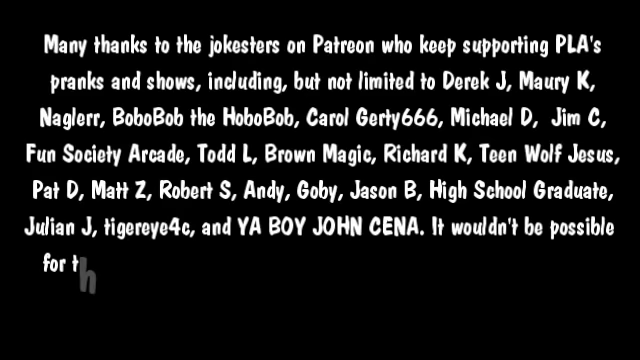 Many thanks to the jokesters on Patreon who keep supporting PLA's
pranks and shows, including, but not limited to Derek J, Maury K,
Naglerr, BoboBob the HoboBob, Carol Gerty666, Michael D, Jim C,
Fun Society Arcade, Todd L, Brown Magic, Richard K, Teen Wolf Jesus,
Pat D, Matt Z, Robert S, Andy, Goby, Jason B, High School Graduate,
Julian J, tigereye4c, and YA BOY JOHN CENA. It wouldn't be possible
for th